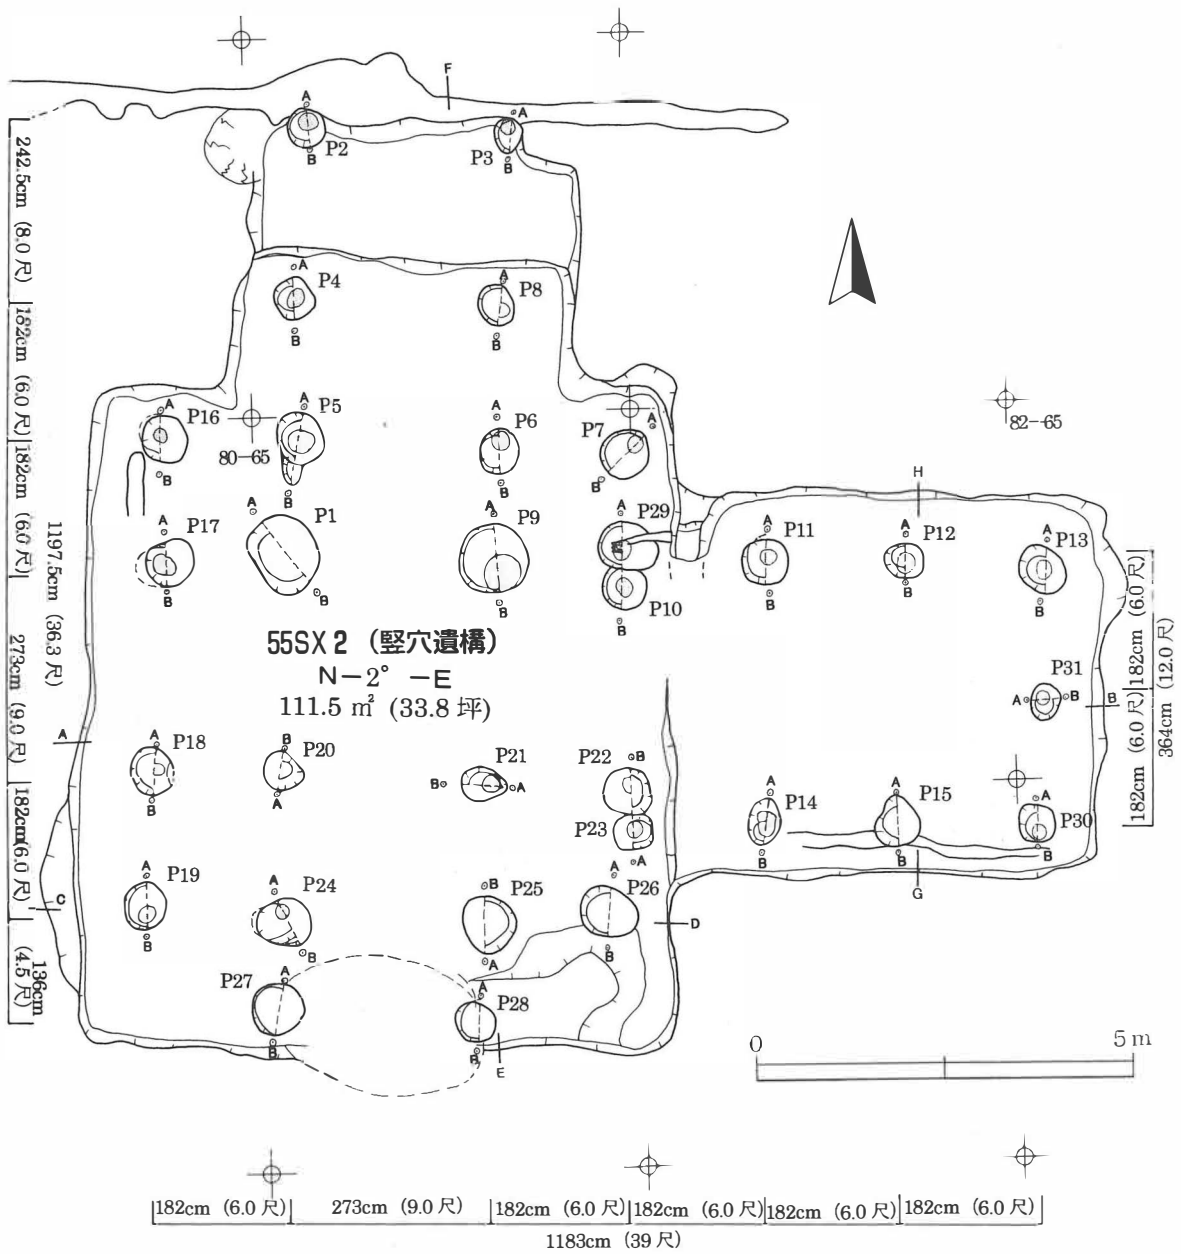 F
A
P2
B
A
P3
B
242.5cm (8.0 尺)
A
P4
B
A
P8
B
182cm (6.0 尺)
A
P16
B
80-65
A
P5
B
A
P6
B
P7
A
B
82-65
182cm (6.0 尺)
H
A
P17
B
A
P1
B
A
P9
B
A
P29
P10
B
A
P11
B
A
P12
B
A
P13
B
1197.5cm (36.3 尺)
55SX 2 (竪穴遺構)
N-2° -E
111.5 ㎡ (33.8 坪)
182cm (6.0 尺)
364cm (12.0 尺)
182cm (6.0 尺)
P31
A
B
B
273cm (9.0 尺)
A
A
P18
B
B
P20
A
P21
B
A
P22
B
P23
A
A
P14
B
A
P15
B
A
P30
B
182cm(6.0 尺)
C
A
P19
B
A
P24
B
B
P25
A
A
P26
B
D
G
136cm
(4.5 尺)
P27
A
B
A
P28
B
E
0
5 m
182cm (6.0 尺)
273cm (9.0 尺)
182cm (6.0 尺)
182cm (6.0 尺)
182cm (6.0 尺)
182cm (6.0 尺)
1183cm (39 尺)